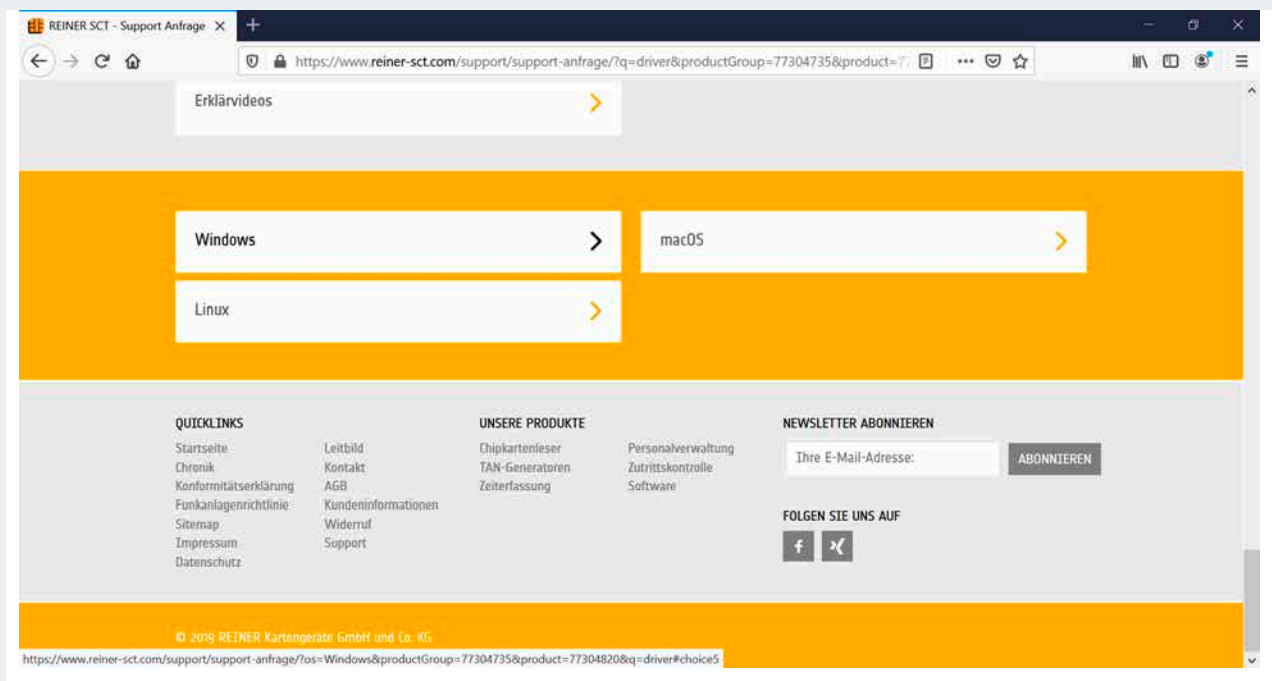 REINER SCT - Support Anfrage
https://www.reiner-sct.com/support/support-anfrage/?q=driver&productGroup=77304735&product=7
Erklärvideos
Windows
macOS
Linux
QUICKLINKS
Startseite
Chronik
Konformitätserklärung
Funkanlagenrichtlinie
Sitemap
Impressum
Datenschutz
Leitbild
Kontakt
AGB
Kundeninformationen
Widerruf
Support
UNSERE PRODUKTE
Chipkartenleser
TAN-Generatoren
Zeiterfassung
Personalverwaltung
Zutrittskontrolle
Software
NEWSLETTER ABONNIEREN
Ihre E-Mail-Adresse:
ABONNIEREN
FOLGEN SIE UNS AUF
© 2019 REINER Kartengeräte GmbH und Co. KG
https://www.reiner-sct.com/support/support-anfrage/?os=Windows&productGroup=77304735&product=77304820&q=driver#choice5